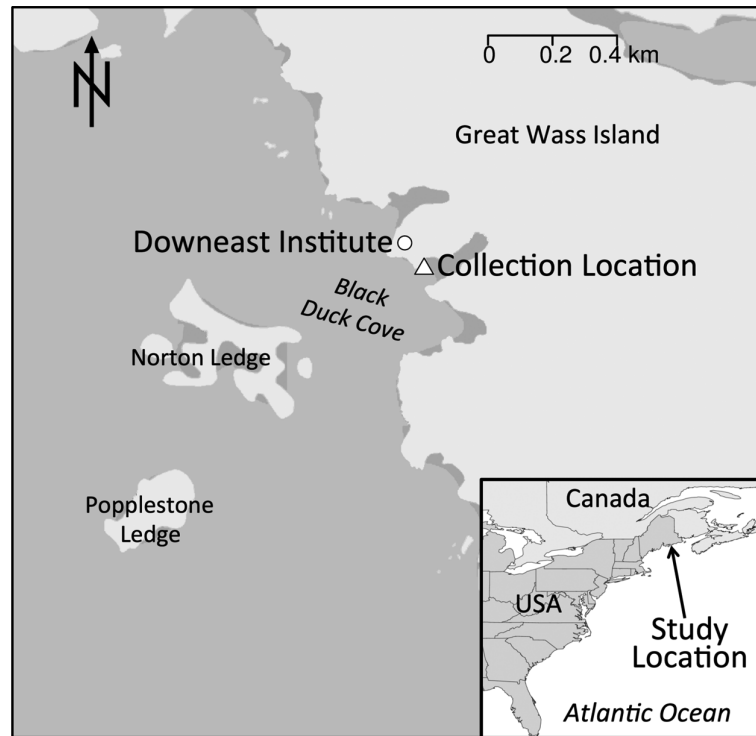 N
0 0.2 0.4 km
Great Wass Island
Downeast Institute
Collection Location
Black
Duck Cove
Norton Ledge
Popplestone
Ledge
Canada
USA
Study
Location
Atlantic Ocean